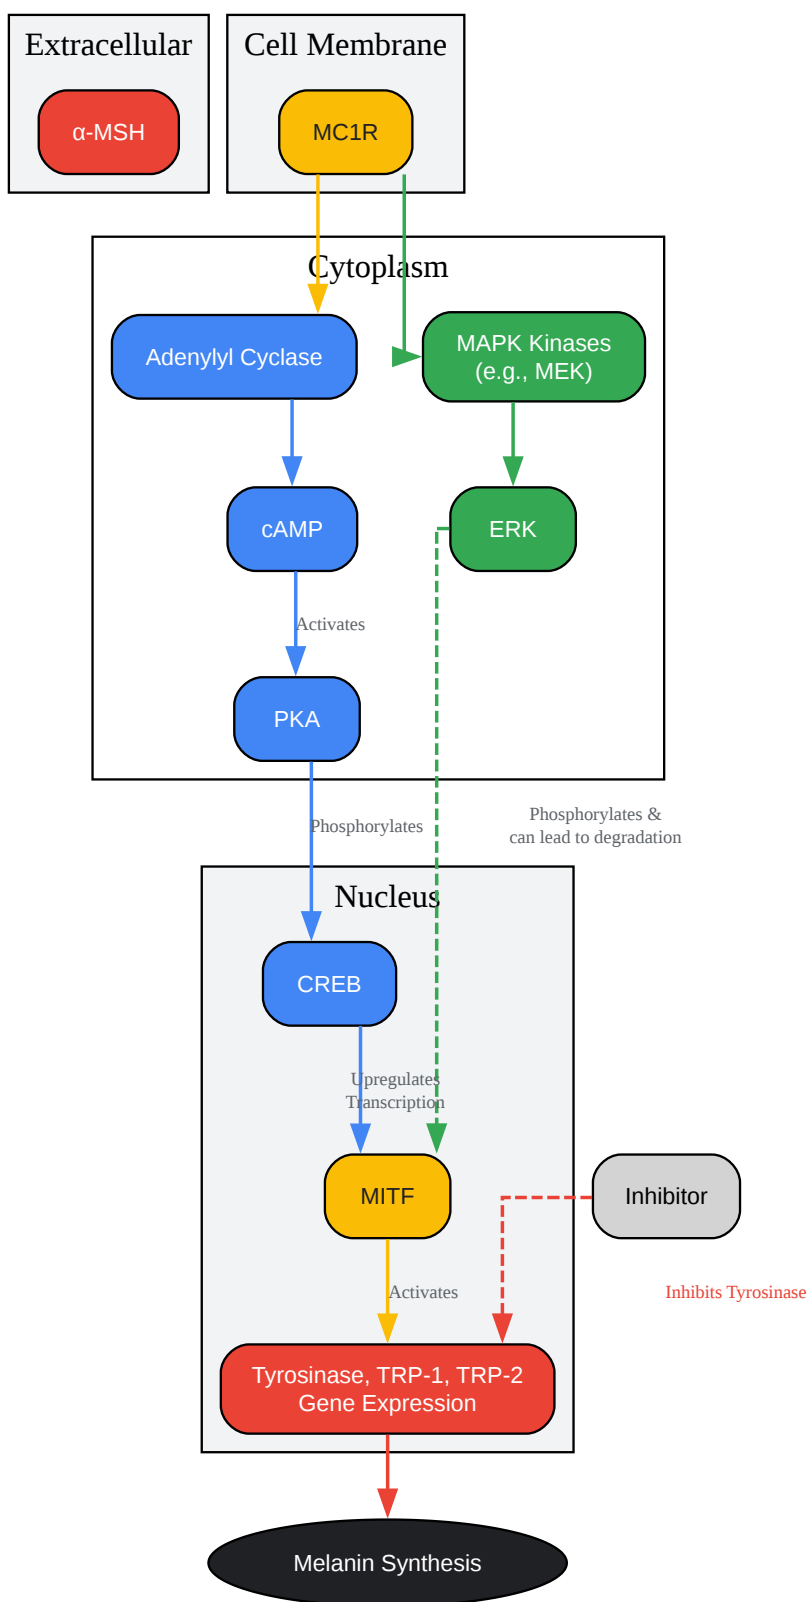 Extracellular
Cell Membrane
α-MSH
MC1R
Cytoplasm
Adenylyl Cyclase
MAPK Kinases
(e.g., MEK)
cAMP
ERK
Activates
PKA
Phosphorylates
Phosphorylates &
can lead to degradation
Nucleus
CREB
Upregulates
Transcription
MITF
Inhibitor
Activates
Inhibits Tyrosinase
Tyrosinase, TRP-1, TRP-2
Gene Expression
Melanin Synthesis